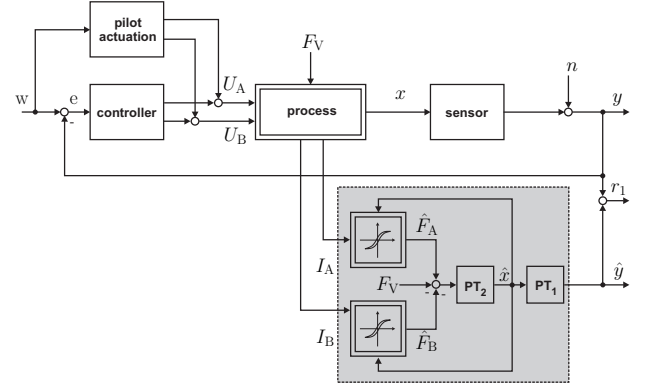 pilot
actuation
F_V
n
w
e
-
controller
U_A
U_B
process
x
sensor
y
r_1
F̂_A
I_A
F_V
-
-
PT_2
x̂
PT_1
ŷ
I_B
F̂_B